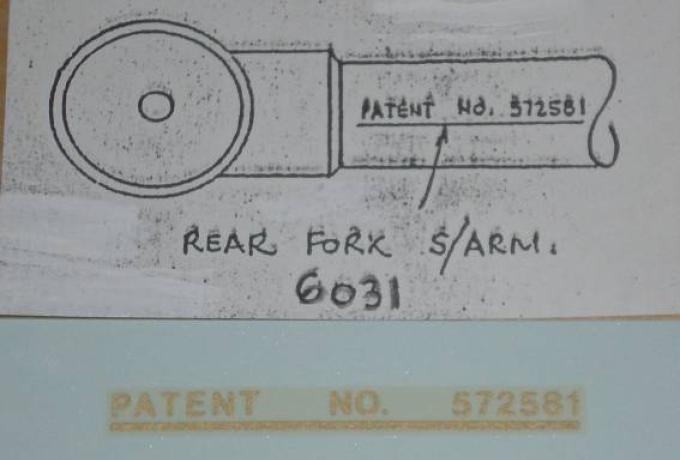 PATENT NO. 572581
REAR FORK S/ARM.
6031
PATENT NO. 572581